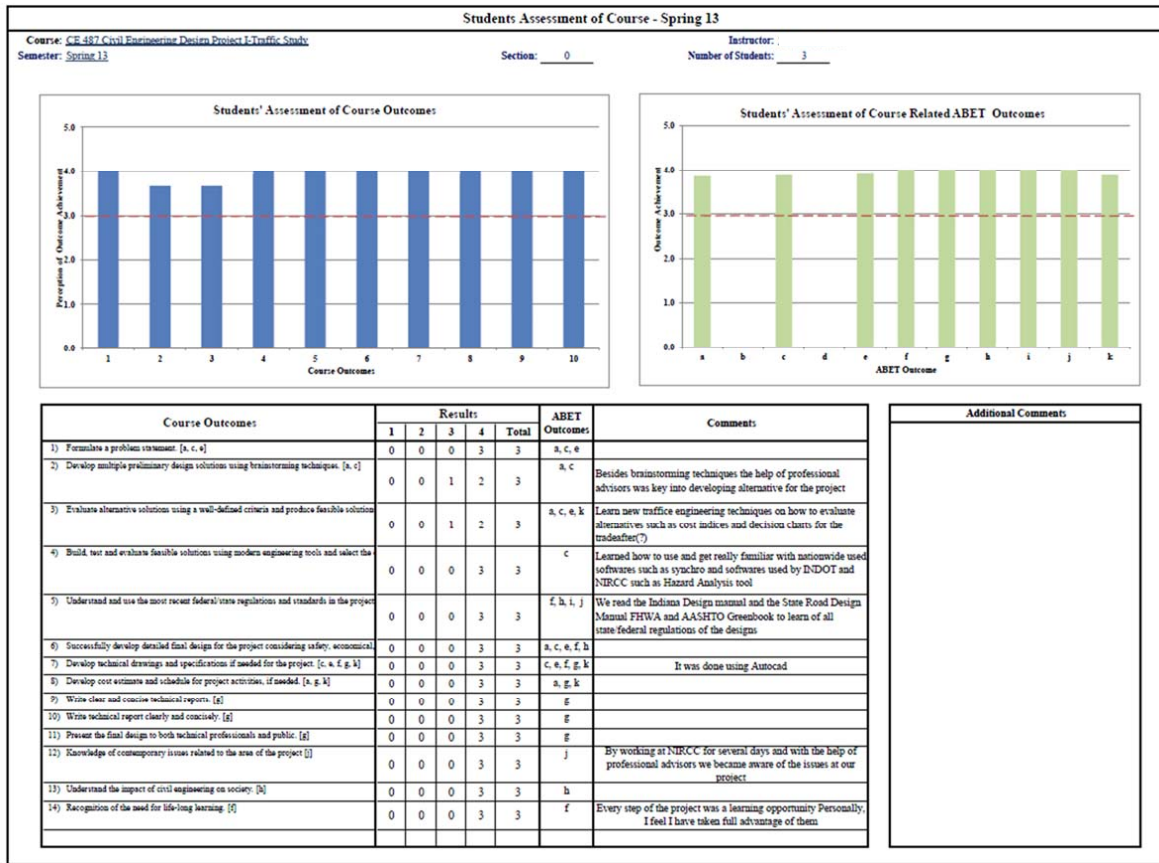 Students Assessment of Course - Spring 13
Course: CE 487 Civil Engineering Design Project I-Traffic Study
Instructor: :
Semester: Spring 13
Section: 0
Number of Students: 3
Students' Assessment of Course Outcomes
Perception of Outcome Achievement
5.0
4.0
3.0
2.0
1.0
0.0
1 2 3 4 5 6 7 8 9 10
Course Outcomes
Students' Assessment of Course Related ABET Outcomes
Outcome Achievement
5.0
4.0
3.0
2.0
1.0
0.0
a b c d e f g h i j k
ABET Outcome
Course Outcomes
Results
1 2 3 4 Total
ABET
Outcomes
Comments
1) Formulate a problem statement. [a, c, e] 0 0 0 3 3 a, c, e
2) Develop multiple preliminary design solutions using brainstorming techniques. [a, c] 0 0 1 2 3 a, c
Besides brainstorming techniques the help of professional
advisors was key into developing alternative for the project
3) Evaluate alternative solutions using a well-defined criteria and produce feasible solution 0 0 1 2 3 a, c, e, k
Learn new traffice engineering techniques on how to evaluate
alternatives such as cost indices and decision charts for the
tradeafter(?)
4) Build, test and evaluate feasible solutions using modern engineering tools and select the 0 0 0 3 3 c
Learned how to use and get really familiar with nationwide used
softwares such as synchro and softwares used by INDOT and
NIRCC such as Hazard Analysis tool
5) Understand and use the most recent federal/state regulations and standards in the project 0 0 0 3 3 f, h, i, j
We read the Indiana Design manual and the State Road Design
Manual FHWA and AASHTO Greenbook to learn of all
state/federal regulations of the designs
6) Successfully develop detailed final design for the project considering safety, economical, 0 0 0 3 3 a, c, e, f, h
7) Develop technical drawings and specifications if needed for the project. [c, e, f, g, k] 0 0 0 3 3 c, e, f, g, k
It was done using Autocad
8) Develop cost estimate and schedule for project activities, if needed. [a, g, k] 0 0 0 3 3 a, g, k
9) Write clear and concise technical reports. [g] 0 0 0 3 3 g
10) Write technical report clearly and concisely. [g] 0 0 0 3 3 g
11) Present the final design to both technical professionals and public. [g] 0 0 0 3 3 g
12) Knowledge of contemporary issues related to the area of the project [j] 0 0 0 3 3 j
By working at NIRCC for several days and with the help of
professional advisors we became aware of the issues at our
project
13) Understand the impact of civil engineering on society. [h] 0 0 0 3 3 h
14) Recognition of the need for life-long learning. [f] 0 0 0 3 3 f
Every step of the project was a learning opportunity Personally,
I feel I have taken full advantage of them
Additional Comments